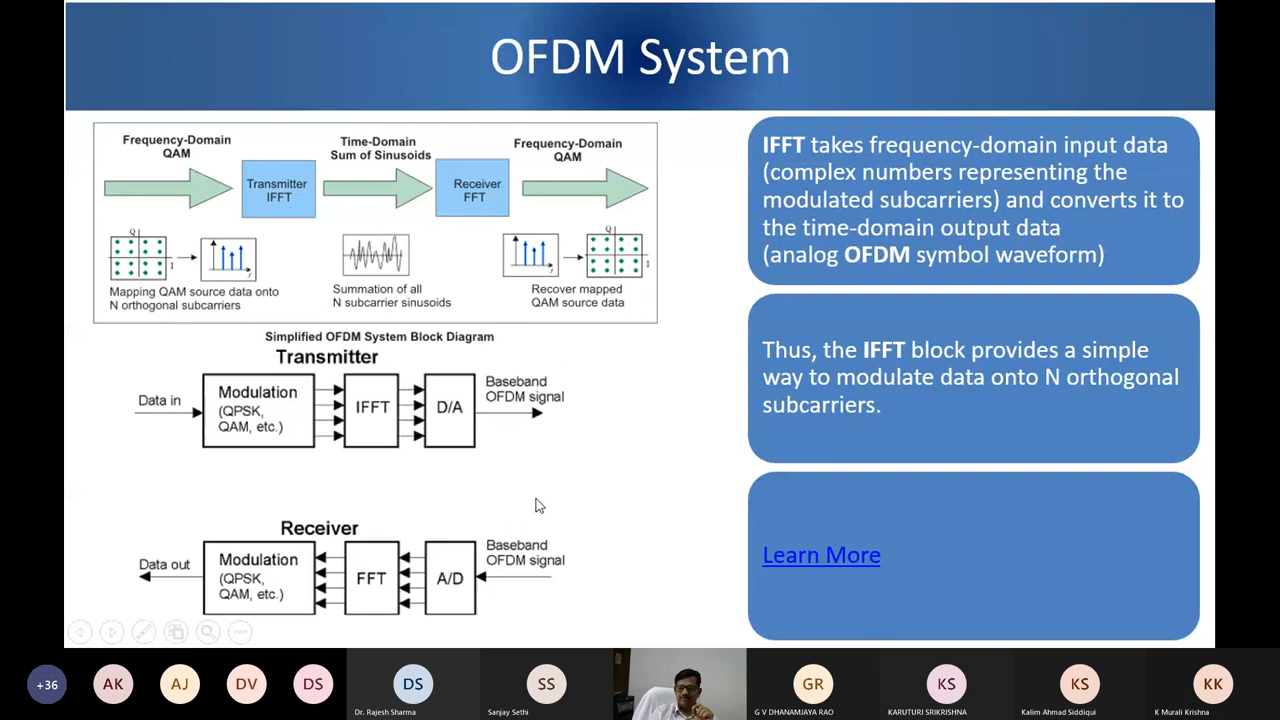 OFDM System
Frequency-Domain
QAM
Time-Domain
Sum of Sinusoids
Frequency-Domain
QAM
Transmitter
IFFT
Receiver
FFT
Q
I
f
Q
I
Mapping QAM source data onto
N orthogonal subcarriers
Summation of all
N subcarrier sinusoids
Recover mapped
QAM source data
Simplified OFDM System Block Diagram
Transmitter
Data in
Modulation
(QPSK,
QAM, etc.)
IFFT
D/A
Baseband
OFDM signal
Receiver
Data out
Modulation
(QPSK,
QAM, etc.)
FFT
A/D
Baseband
OFDM signal
IFFT takes frequency-domain input data
(complex numbers representing the
modulated subcarriers) and converts it to
the time-domain output data
(analog OFDM symbol waveform)
Thus, the IFFT block provides a simple
way to modulate data onto N orthogonal
subcarriers.
Learn More
+36
AK
AJ
DV
DS
DS
Dr. Rajesh Sharma
SS
Sanjay Sethi
GR
G V DHANAMJAYA RAO
KS
KARUTURI SRIKRISHNA
KS
Kalim Ahmad Siddiqui
KK
K Murali Krishna